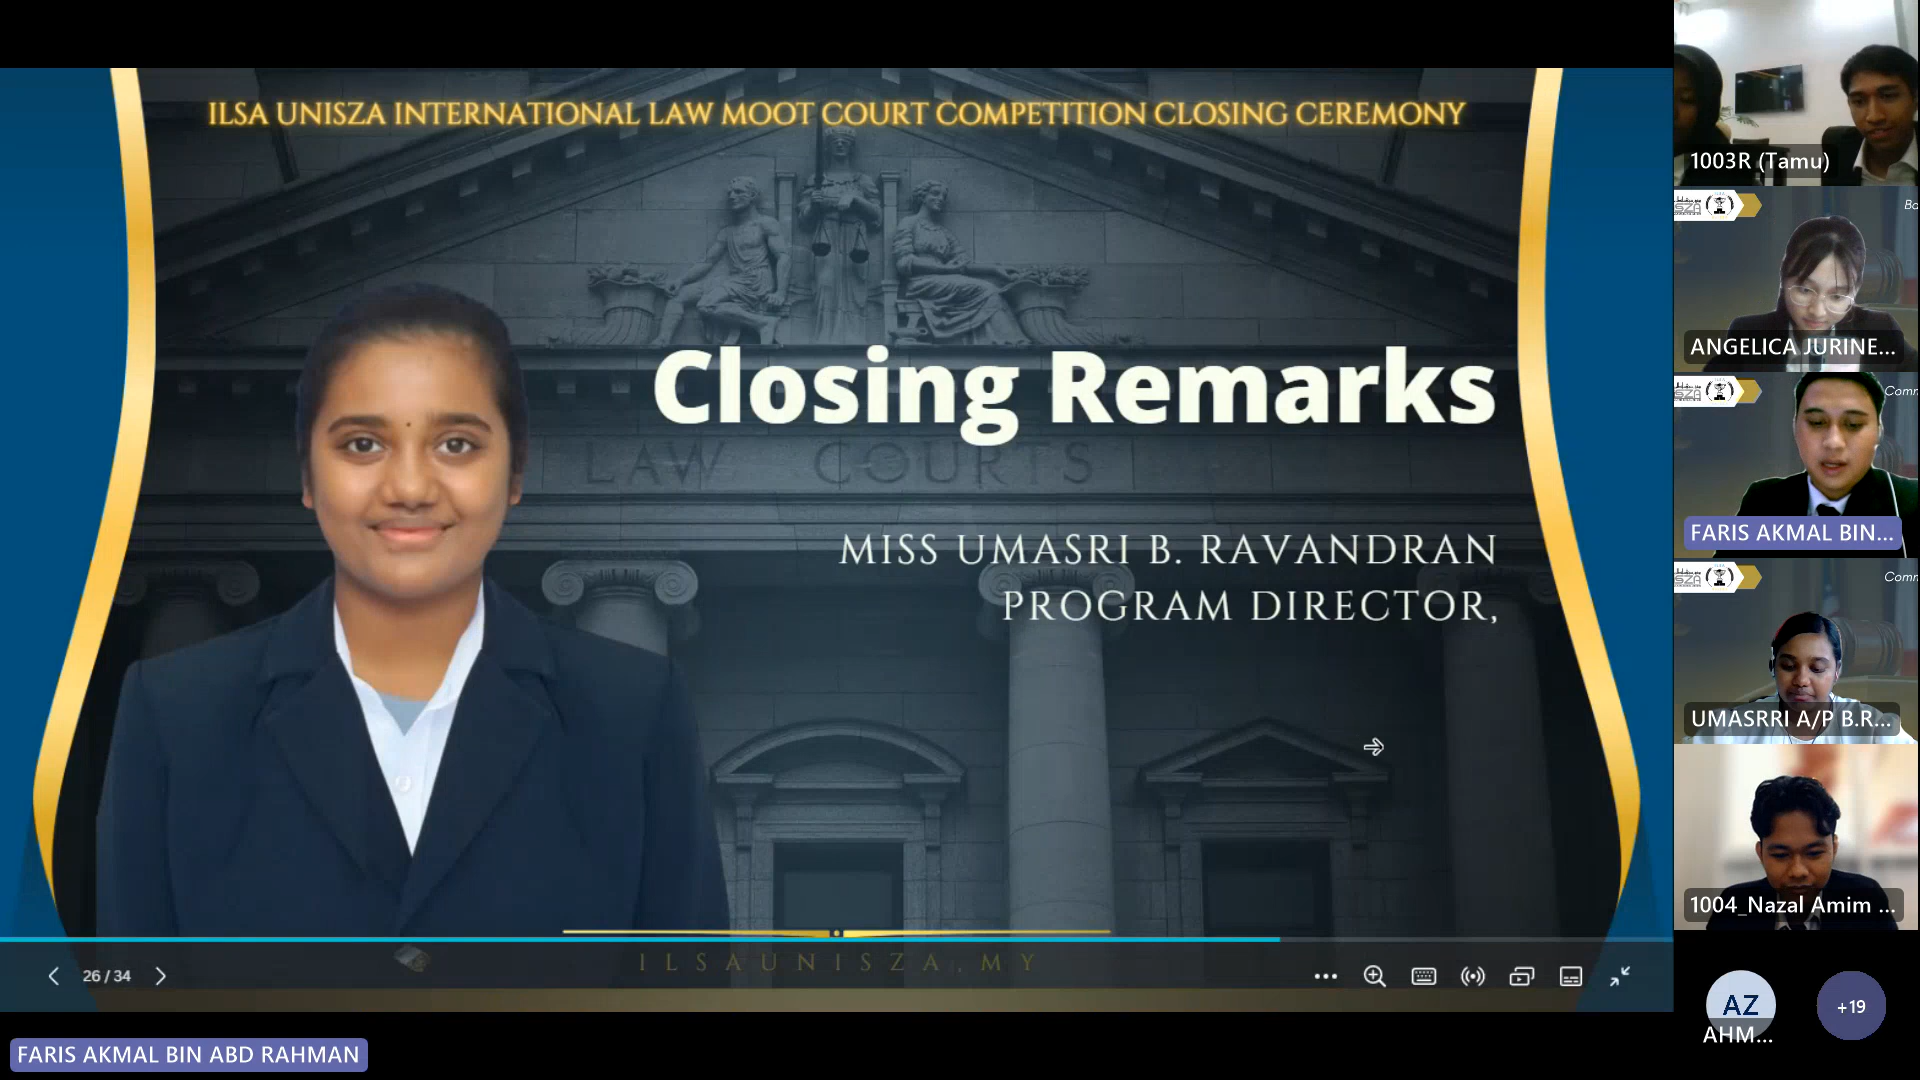 ILSA UNISZA INTERNATIONAL LAW MOOT COURT COMPETITION CLOSING CEREMONY
Closing Remarks
LAW COURTS
MISS UMASRI B. RAVANDRAN
PROGRAM DIRECTOR,
ILSAUNISZA.MY
26 / 34
FARIS AKMAL BIN ABD RAHMAN
1003R (Tamu)
ANGELICA JURINE...
FARIS AKMAL BIN...
UMASRRI A/P B.R...
1004_Nazal Amim ...
AZ
AHM...
+19